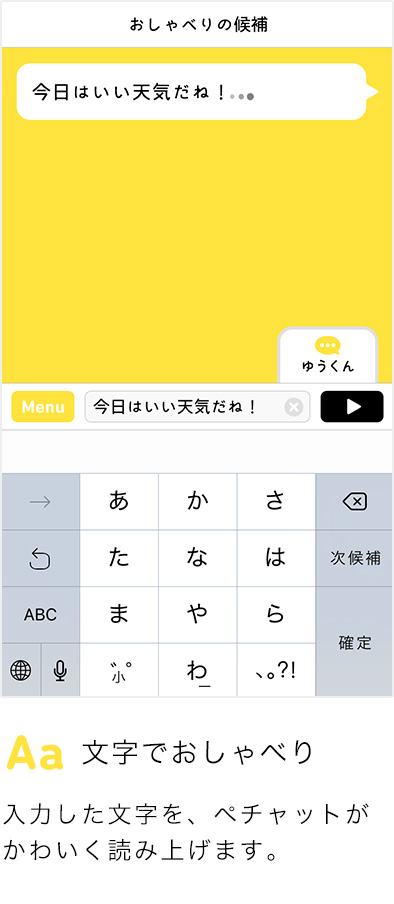 おしゃべりの候補
今日はいい天気だね！
ゆうくん
Menu 今日はいい天気だね！
→ あ か さ
た な は 次候補
ABC ま や ら
確定
゛゜小 わ_ 、。?!
Aa 文字でおしゃべり
入力した文字を、ペチャットが
かわいく読み上げます。